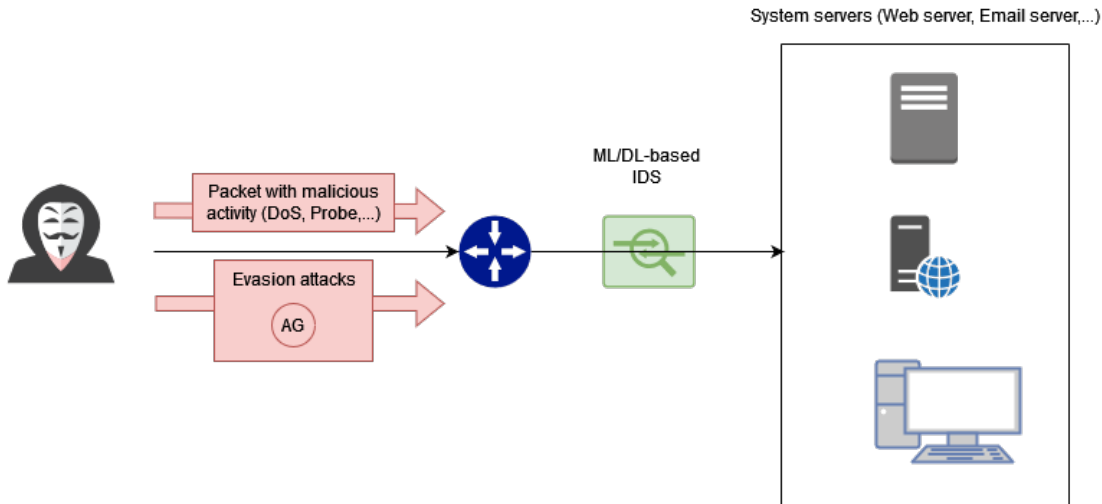 System servers (Web server, Email server,...)
ML/DL-based
IDS
Packet with malicious
activity (DoS, Probe,...)
Evasion attacks
AG